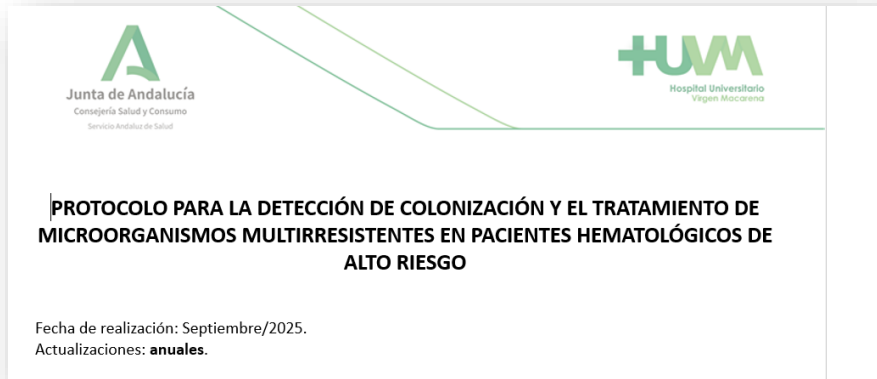 Junta de Andalucía
Consejería Salud y Consumo
Servicio Andaluz de Salud
HUVM
Hospital Universitario
Virgen Macarena
PROTOCOLO PARA LA DETECCIÓN DE COLONIZACIÓN Y EL TRATAMIENTO DE
MICROORGANISMOS MULTIRRESISTENTES EN PACIENTES HEMATOLÓGICOS DE
ALTO RIESGO
Fecha de realización: Septiembre/2025.
Actualizaciones: anuales.